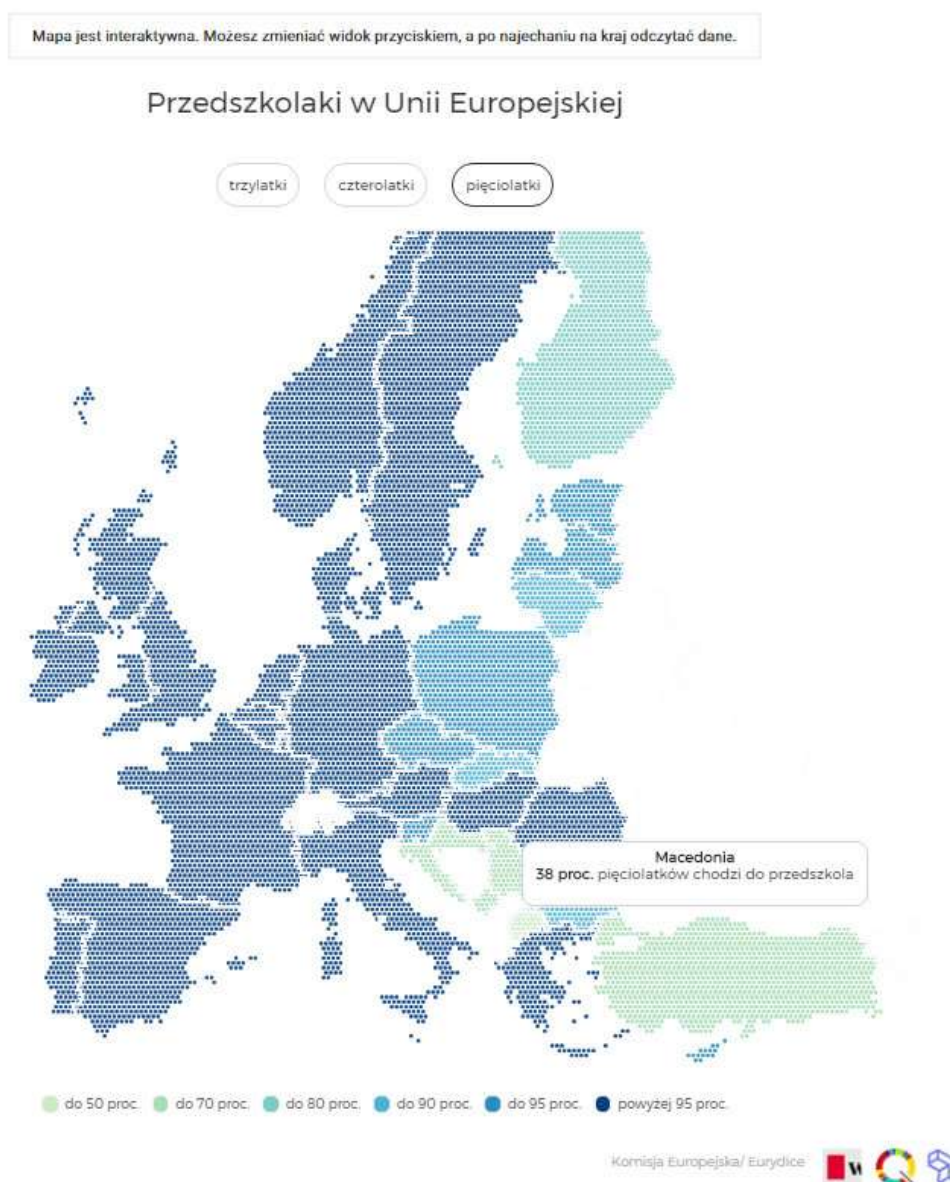 Mapa jest interaktywna. Możesz zmieniać widok przyciskiem, a po najechaniu na kraj odczytać dane.
Przedszkolaki w Unii Europejskiej
trzylatki czterolatki pięciolatki
Macedonia
38 proc. pięciolatków chodzi do przedszkola
do 50 proc. do 70 proc. do 80 proc. do 90 proc. do 95 proc. powyżej 95 proc.
Komisja Europejska/ Eurydice